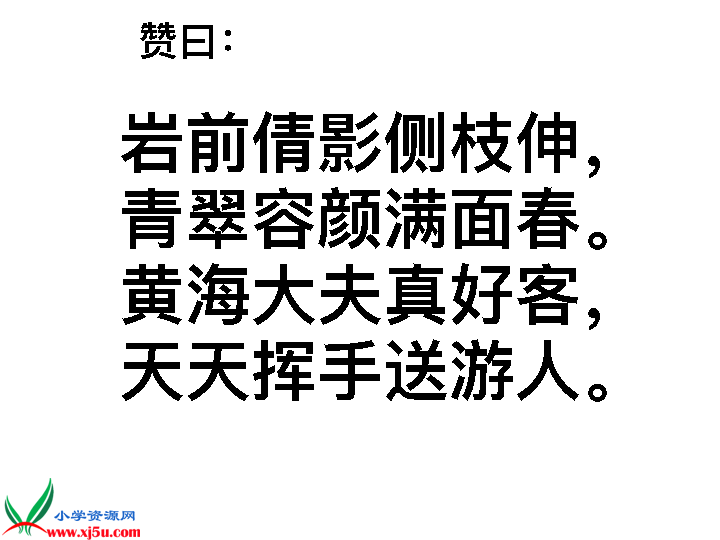 赞曰：
岩前倩影侧枝伸，
青翠容颜满面春。
黄海大夫真好客，
天天挥手送游人。
小学资源网
www.xj5u.com